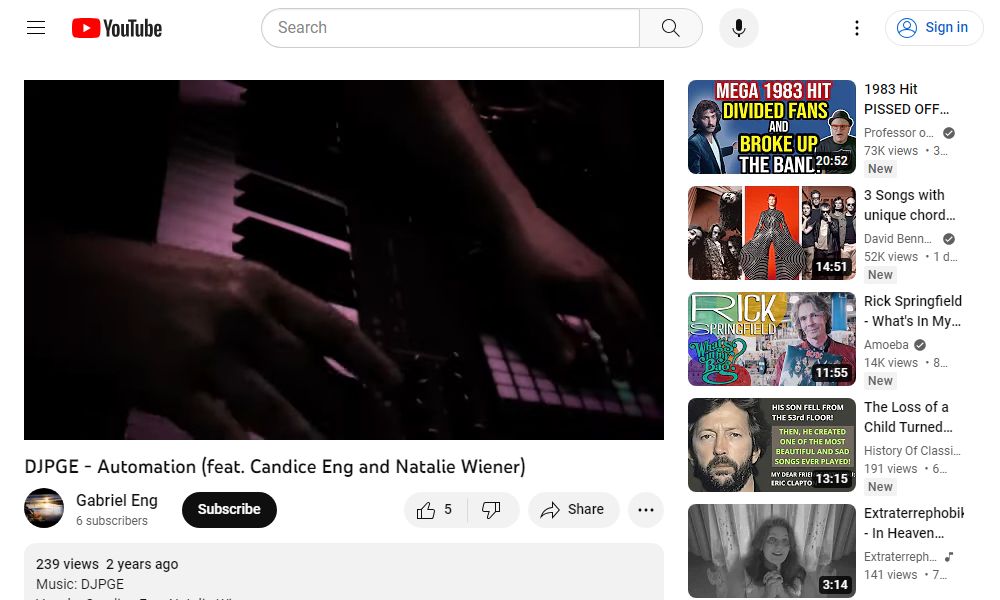 YouTube
Search
Sign in
DJPGE - Automation (feat. Candice Eng and Natalie Wiener)
Gabriel Eng
6 subscribers
Subscribe
5
Share
239 views 2 years ago
Music: DJPGE
MEGA 1983 HIT
DIVIDED FANS
AND
BROKE UP
THE BAND!
20:52
1983 Hit
PISSED OFF…
Professor o…
73K views • 3…
New
14:51
3 Songs with
unique chord…
David Benn…
52K views • 1 d…
New
RICK
SPRINGFIELD
What's in my Bag?
11:55
Rick Springfield
- What's In My…
Amoeba
14K views • 8…
New
HIS SON FELL FROM
THE 53rd FLOOR!
THEN, HE CREATED
ONE OF THE MOST
BEAUTIFUL AND SAD
SONGS EVER PLAYED!
MY DEAR
ERIC CLAPTO
13:15
The Loss of a
Child Turned…
History Of Classi…
191 views • 6…
New
3:14
Extraterrephobik
- In Heaven…
Extraterreph…
141 views • 7…